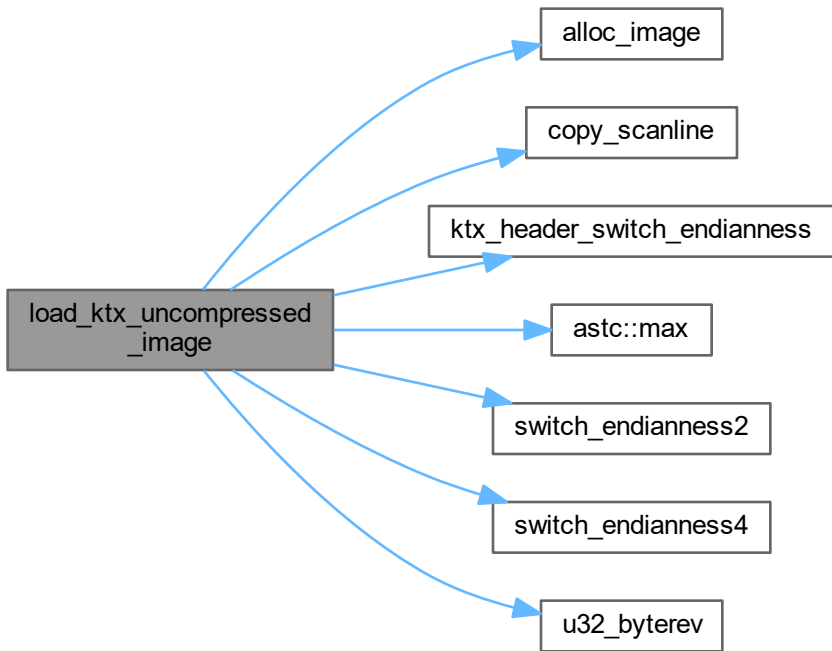 alloc_image
copy_scanline
ktx_header_switch_endianness
load_ktx_uncompressed
_image
astc::max
switch_endianness2
switch_endianness4
u32_byterev